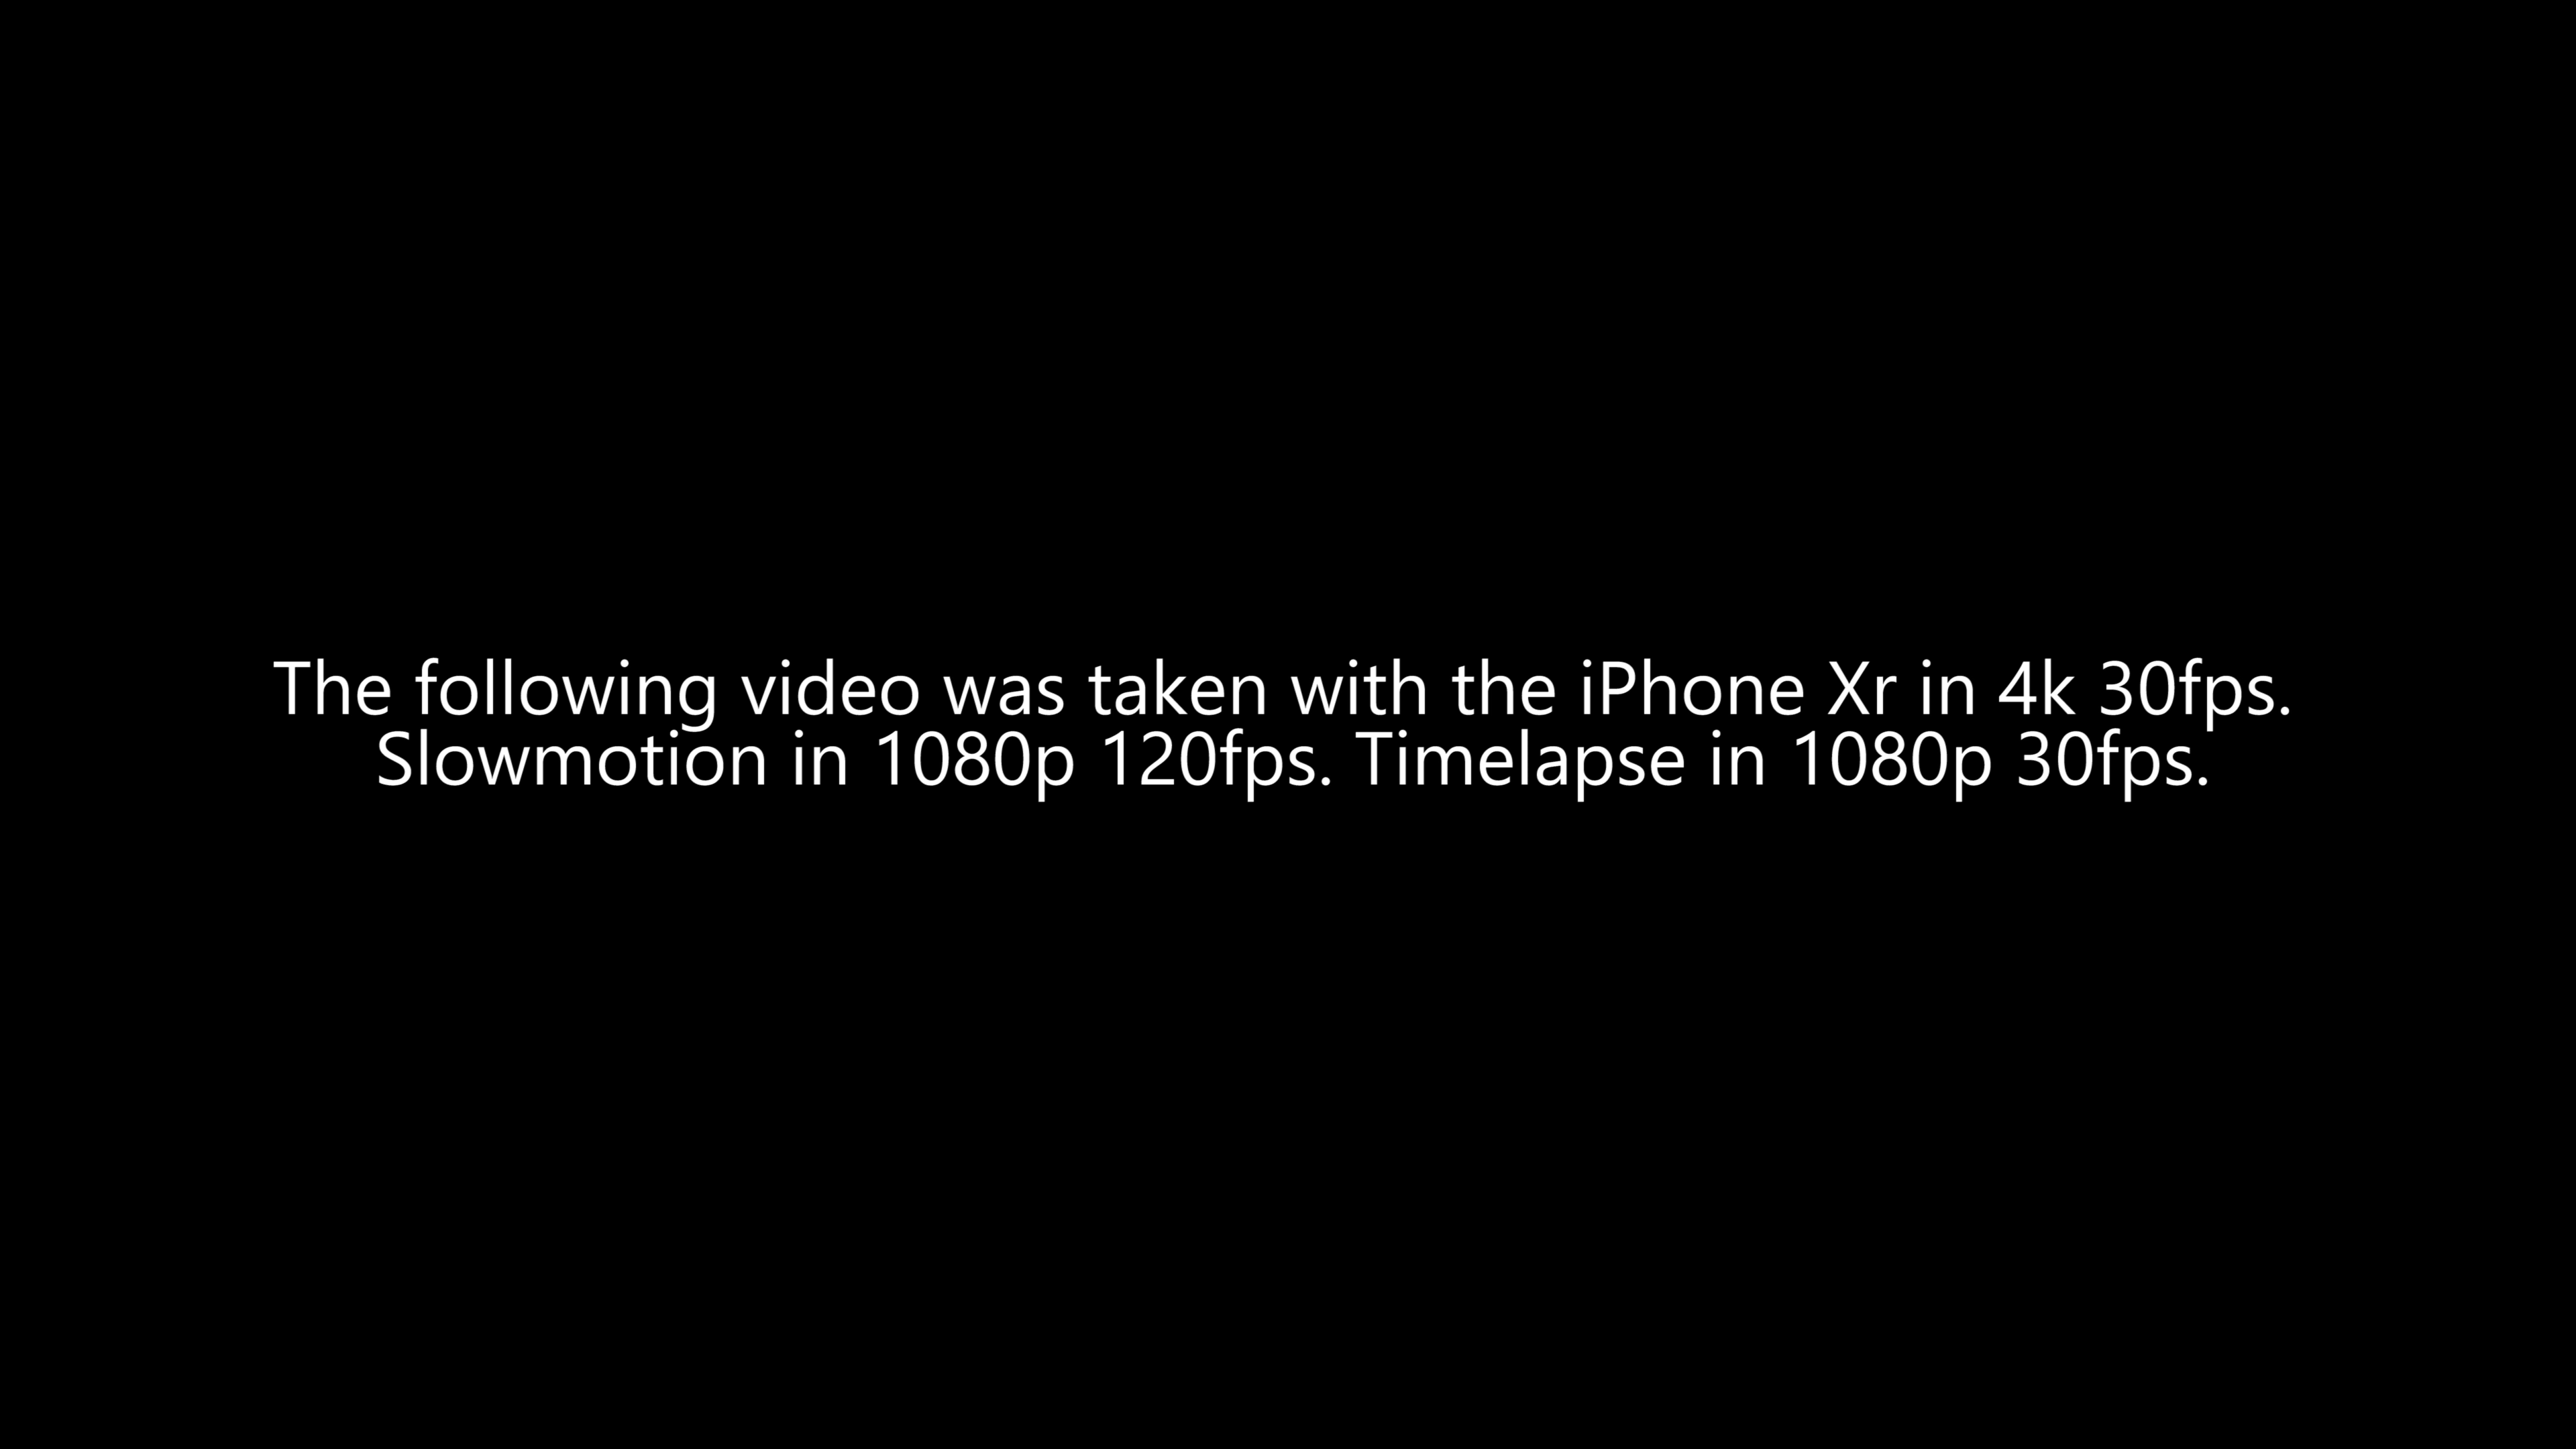 The following video was taken with the iPhone Xr in 4k 30fps.
Slowmotion in 1080p 120fps. Timelapse in 1080p 30fps.